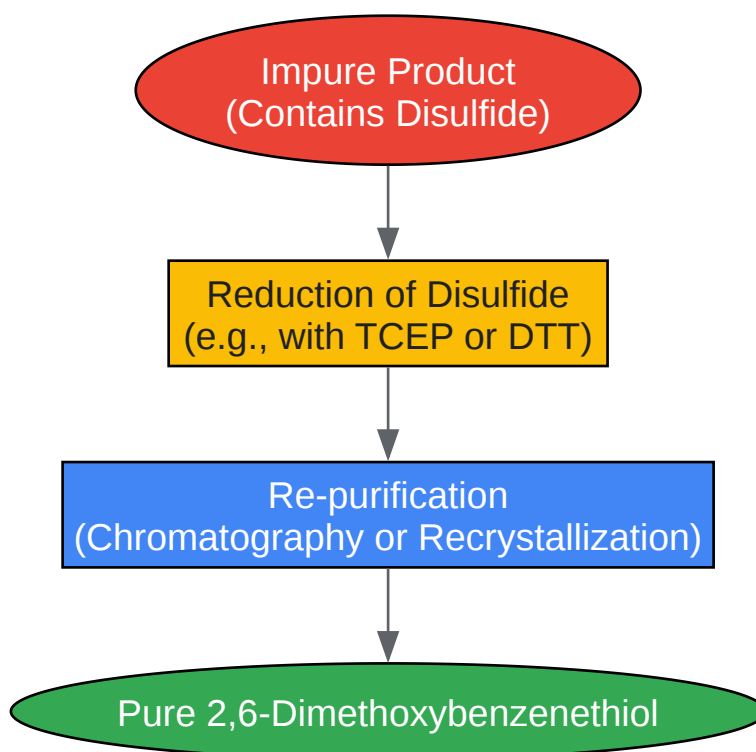 Impure Product
(Contains Disulfide)
Reduction of Disulfide
(e.g., with TCEP or DTT)
Re-purification
(Chromatography or Recrystallization)
Pure 2,6-Dimethoxybenzenethiol